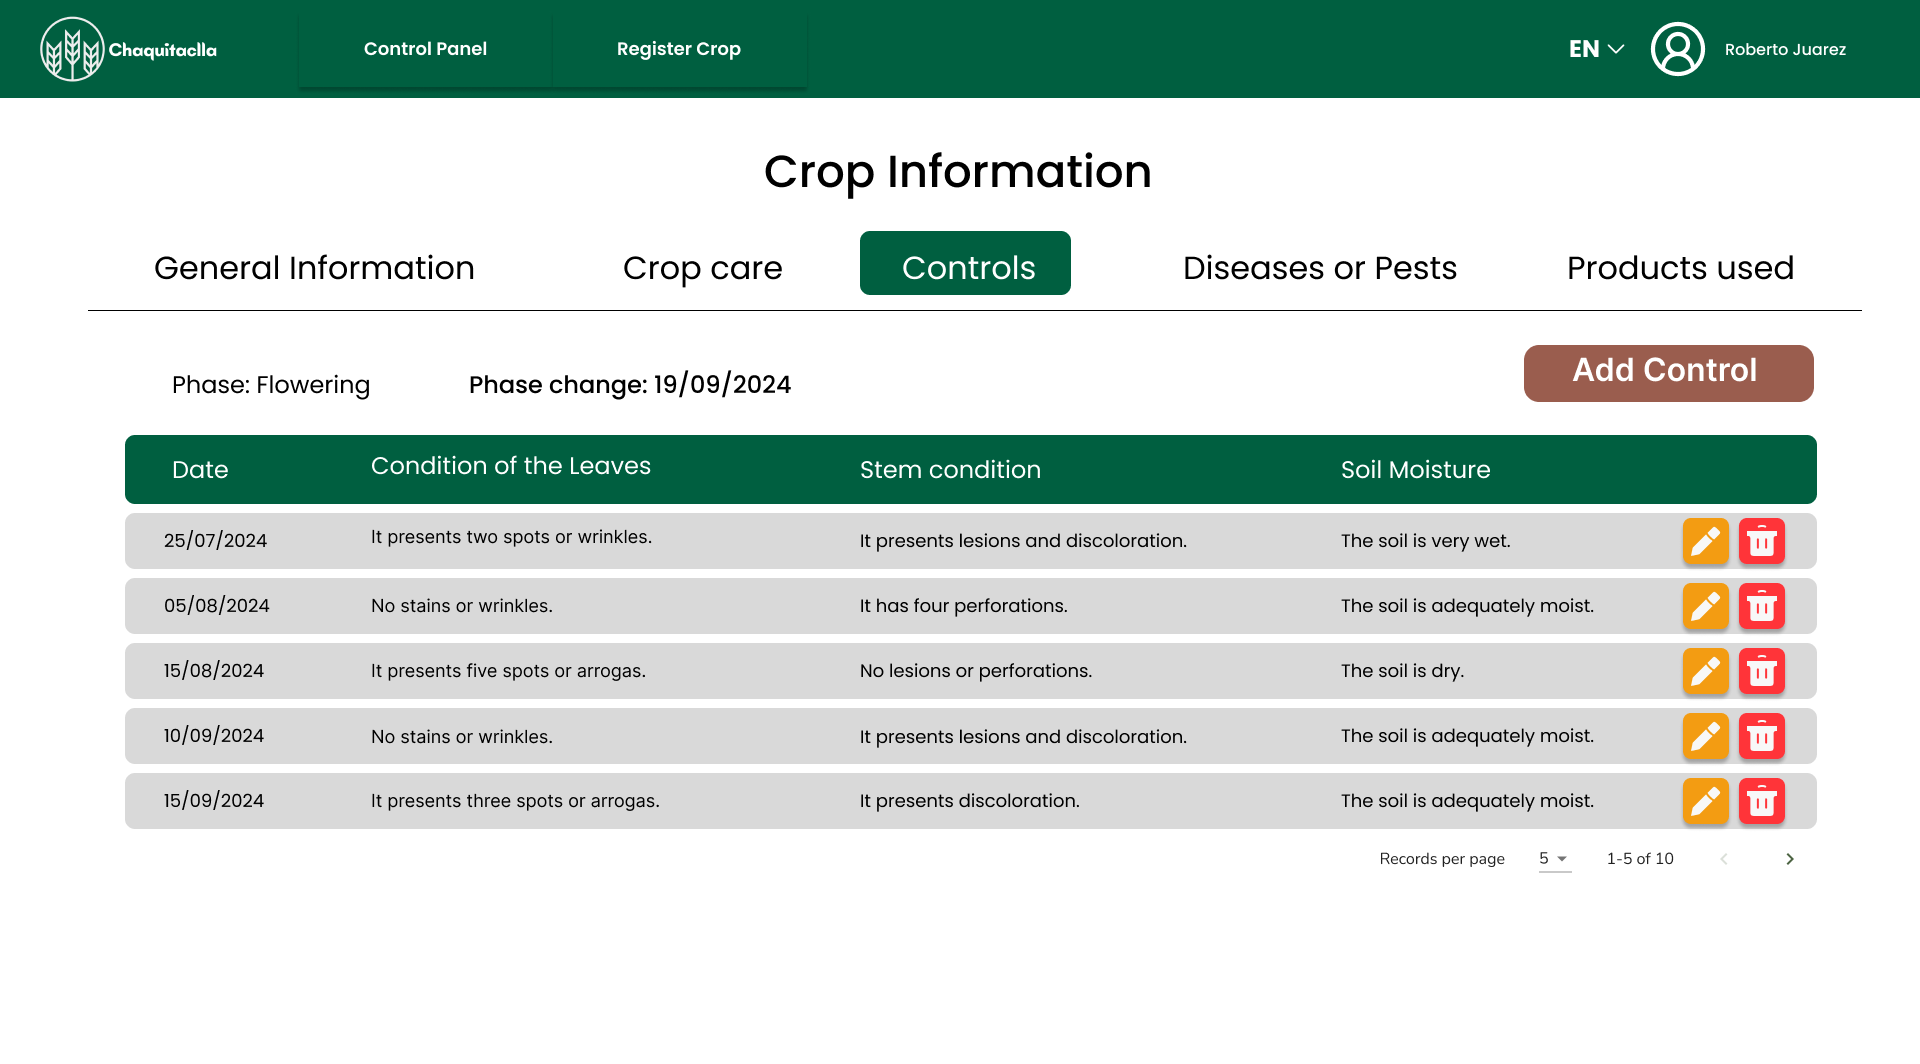 Chaquitaclla
Control Panel
Register Crop
EN
Roberto Juarez
Crop Information
General Information
Crop care
Controls
Diseases or Pests
Products used
Phase: Flowering
Phase change: 19/09/2024
Add Control
Date Condition of the Leaves Stem condition Soil Moisture
25/07/2024 It presents two spots or wrinkles. It presents lesions and discoloration. The soil is very wet.
05/08/2024 No stains or wrinkles. It has four perforations. The soil is adequately moist.
15/08/2024 It presents five spots or arrogas. No lesions or perforations. The soil is dry.
10/09/2024 No stains or wrinkles. It presents lesions and discoloration. The soil is adequately moist.
15/09/2024 It presents three spots or arrogas. It presents discoloration. The soil is adequately moist.
Records per page 5 1-5 of 10